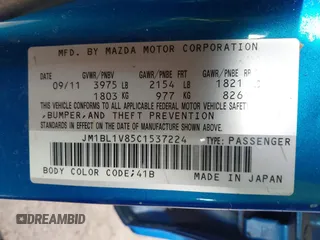 MFD. BY MAZDA MOTOR CORPORATION
GVWR/PNBV GAWR/PNBE FRT GAWR/PNBE RR
09/11 3975 LB 2154 LB 1821 LB
1803 KG 977 KG 826 KG
THIS VEHICLE CONFORMS TO ALL APPLICABLE
FEDERAL MOTOR VEHICLE SAFETY,
BUMPER, AND THEFT PREVENTION
STANDARDS IN EFFECT ON THE DATE OF
MANUFACTURE SHOWN ABOVE.
JM1BL1V85C1537224 TYPE: PASSENGER
BODY COLOR CODE:41B MADE IN JAPAN
DREAMBID